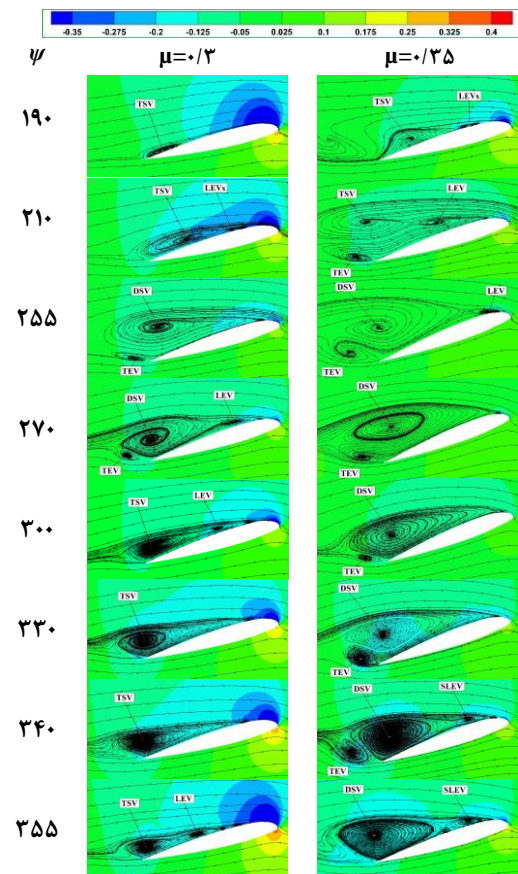 -0.35 -0.275 -0.2 -0.125 -0.05 0.025 0.1 0.175 0.25 0.325 0.4
ψ μ=۰/۳ μ=۰/۳۵
۱۹۰ TSV TSV LEVs
۲۱۰ TSV LEVs TSV LEV TEV
۲۵۵ DSV TEV DSV LEV TEV
۲۷۰ DSV LEV TEV DSV TEV
۳۰۰ TSV LEV DSV TEV
۳۳۰ TSV DSV TEV
۳۴۰ TSV DSV SLEV TEV
۳۵۵ TSV LEV DSV SLEV